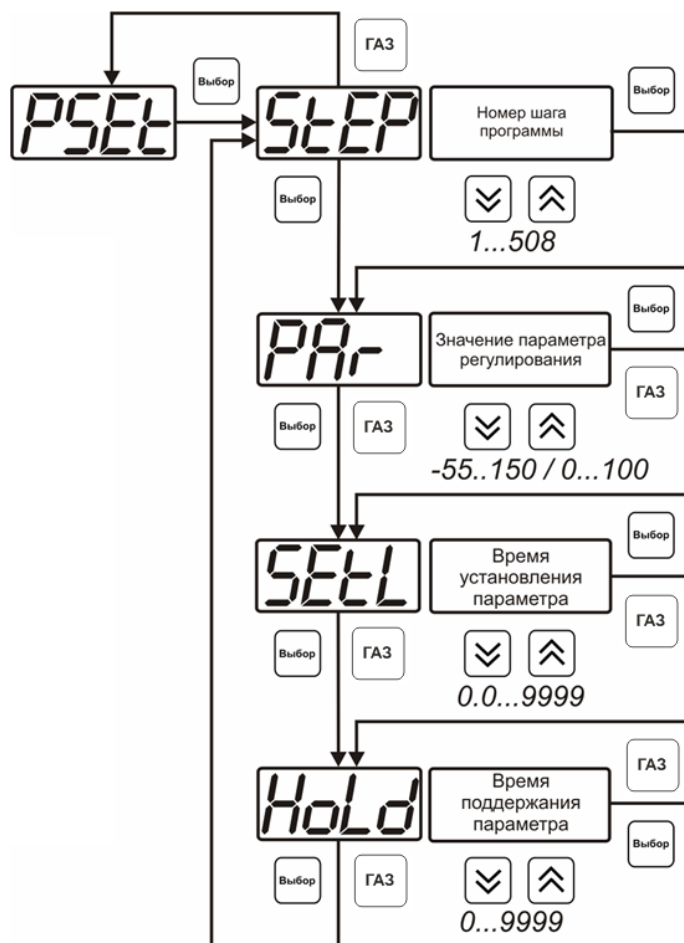 ГАЗ
Выбор
PSEt
StEP
Номер шага
программы
Выбор
Выбор
1...508
Выбор
PAr
Значение параметра
регулирования
ГАЗ
Выбор
ГАЗ
-55..150 / 0...100
Выбор
SEtL
Время
установления
параметра
ГАЗ
Выбор
ГАЗ
0.0...9999
ГАЗ
HoLd
Время
поддержания
параметра
Выбор
Выбор
ГАЗ
0...9999